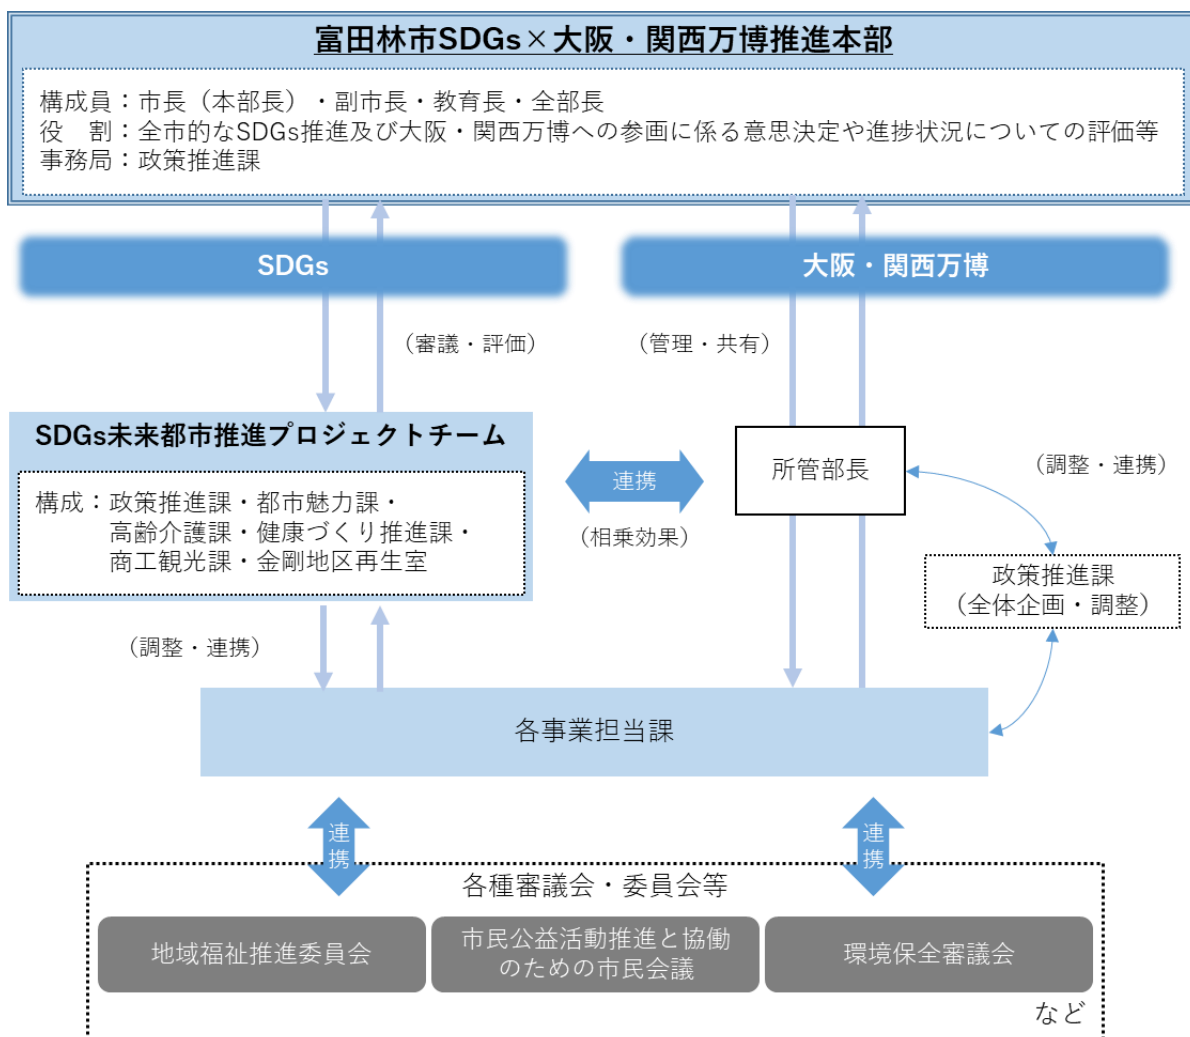 富田林市SDGs×大阪・関西万博推進本部
構成員：市長（本部長）・副市長・教育長・全部長
役　割：全市的なSDGs推進及び大阪・関西万博への参画に係る意思決定や進捗状況についての評価等
事務局：政策推進課
SDGs
大阪・関西万博
（審議・評価）
（管理・共有）
SDGs未来都市推進プロジェクトチーム
構成：政策推進課・都市魅力課・
高齢介護課・健康づくり推進課・
商工観光課・金剛地区再生室
連携
（相乗効果）
所管部長
（調整・連携）
政策推進課
（全体企画・調整）
（調整・連携）
各事業担当課
連
携
連
携
各種審議会・委員会等
地域福祉推進委員会
市民公益活動推進と協働
のための市民会議
環境保全審議会
など